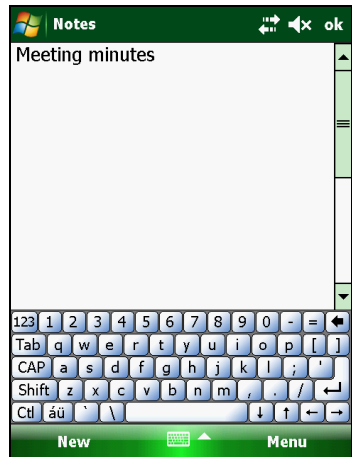 Notes ok
Meeting minutes
123 1 2 3 4 5 6 7 8 9 0 - =
Tab q w e r t y u i o p [ ]
CAP a s d f g h j k l ; '
Shift z x c v b n m , . /
Ctl áü ` \
New Menu